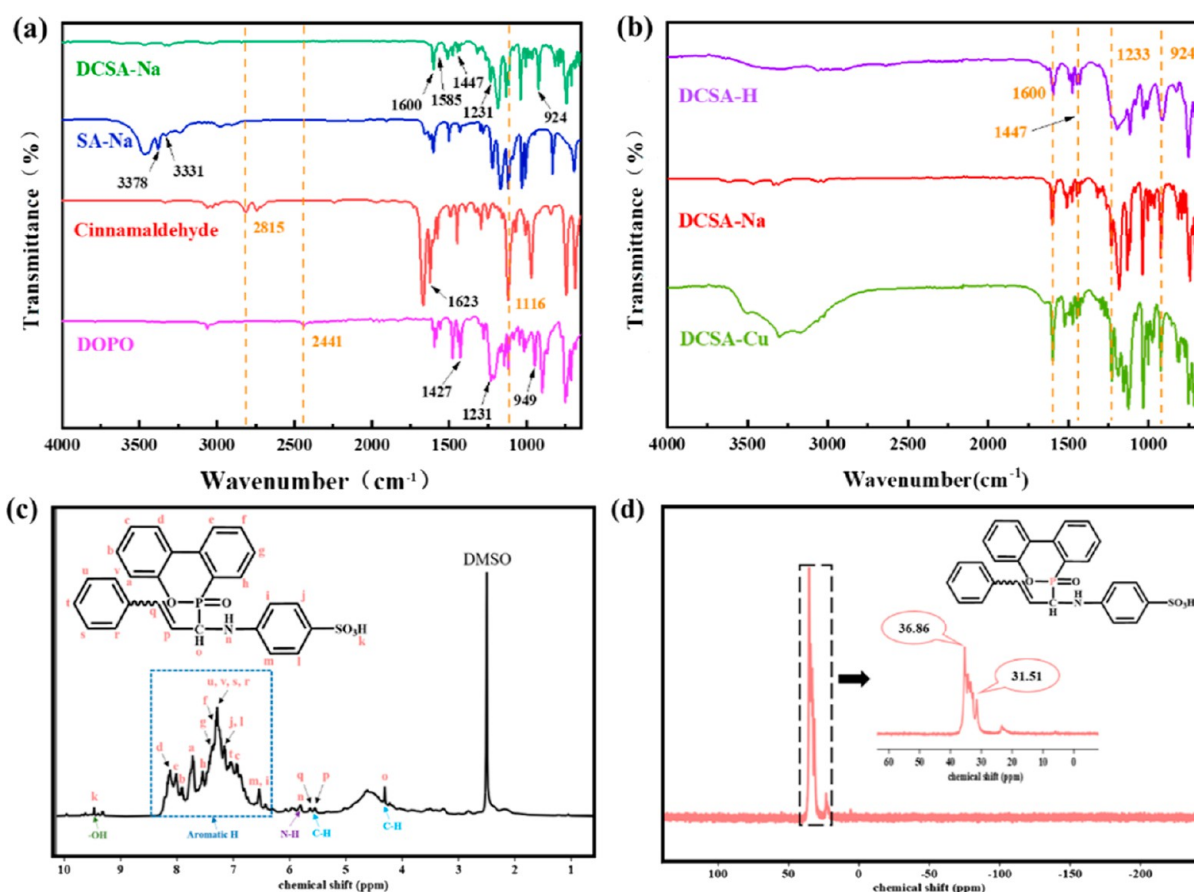 (a)
DCSA-Na
1600
1585
1447
1231
924
SA-Na
3378
3331
Cinnamaldehyde
2815
1623
1116
DOPO
2441
1427
1231
949
Transmittance (%)
4000 3500 3000 2500 2000 1500 1000
Wavenumber (cm-1)
(b)
DCSA-H
1600
1447
1233
924
DCSA-Na
DCSA-Cu
Transmittance (%)
4000 3500 3000 2500 2000 1500 1000
Wavenumber(cm-1)
(c)
c d e f
b g
u v a h
t O P O i j
q H
s r p C N SO3H
H n k
o m l
DMSO
u, v, s, r
f
g j, l
d c b a h t c m, i
k
q p
n
o
-OH
Aromatic H
N-H
C-H
C-H
10 9 8 7 6 5 4 3 2 1
chemical shift (ppm)
(d)
O P O
H
C N SO3H
H
36.86
31.51
60 50 40 30 20 10 0
chemical shift (ppm)
100 50 0 -50 -100 -150 -200
chemical shift (ppm)